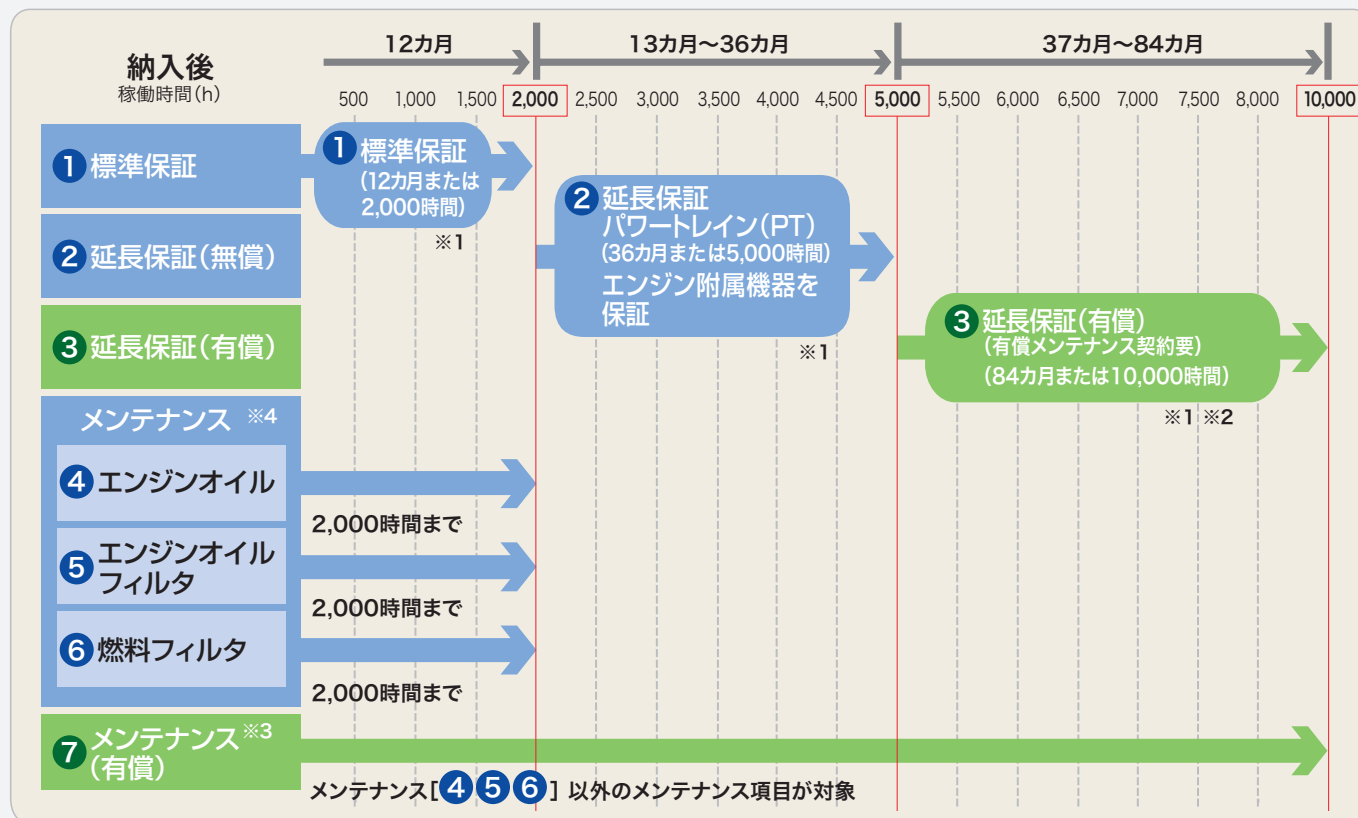 納入後
稼働時間(h)
12カ月
13カ月〜36カ月
37カ月〜84カ月
500 1,000 1,500 2,000 2,500 3,000 3,500 4,000 4,500 5,000 5,500 6,000 6,500 7,000 7,500 8,000 10,000
1 標準保証
1 標準保証
(12カ月または
2,000時間)
※1
2 延長保証(無償)
2 延長保証
パワートレイン(PT)
(36カ月または5,000時間)
エンジン附属機器を
保証
※1
3 延長保証(有償)
3 延長保証(有償)
(有償メンテナンス契約要)
(84カ月または10,000時間)
※1 ※2
メンテナンス ※4
4 エンジンオイル
2,000時間まで
5 エンジンオイル
フィルタ
2,000時間まで
6 燃料フィルタ
2,000時間まで
7 メンテナンス※3
(有償)
メンテナンス[4 5 6] 以外のメンテナンス項目が対象